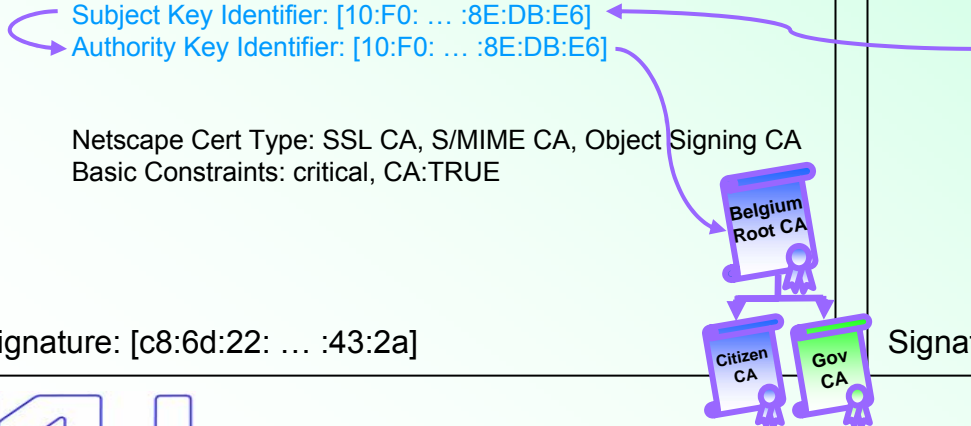 Subject Key Identifier: [10:F0: … :8E:DB:E6]
Authority Key Identifier: [10:F0: … :8E:DB:E6]
Netscape Cert Type: SSL CA, S/MIME CA, Object Signing CA
Basic Constraints: critical, CA:TRUE
Belgium
Root CA
ignature: [c8:6d:22: … :43:2a]
Signat
Citizen
CA
Gov
CA